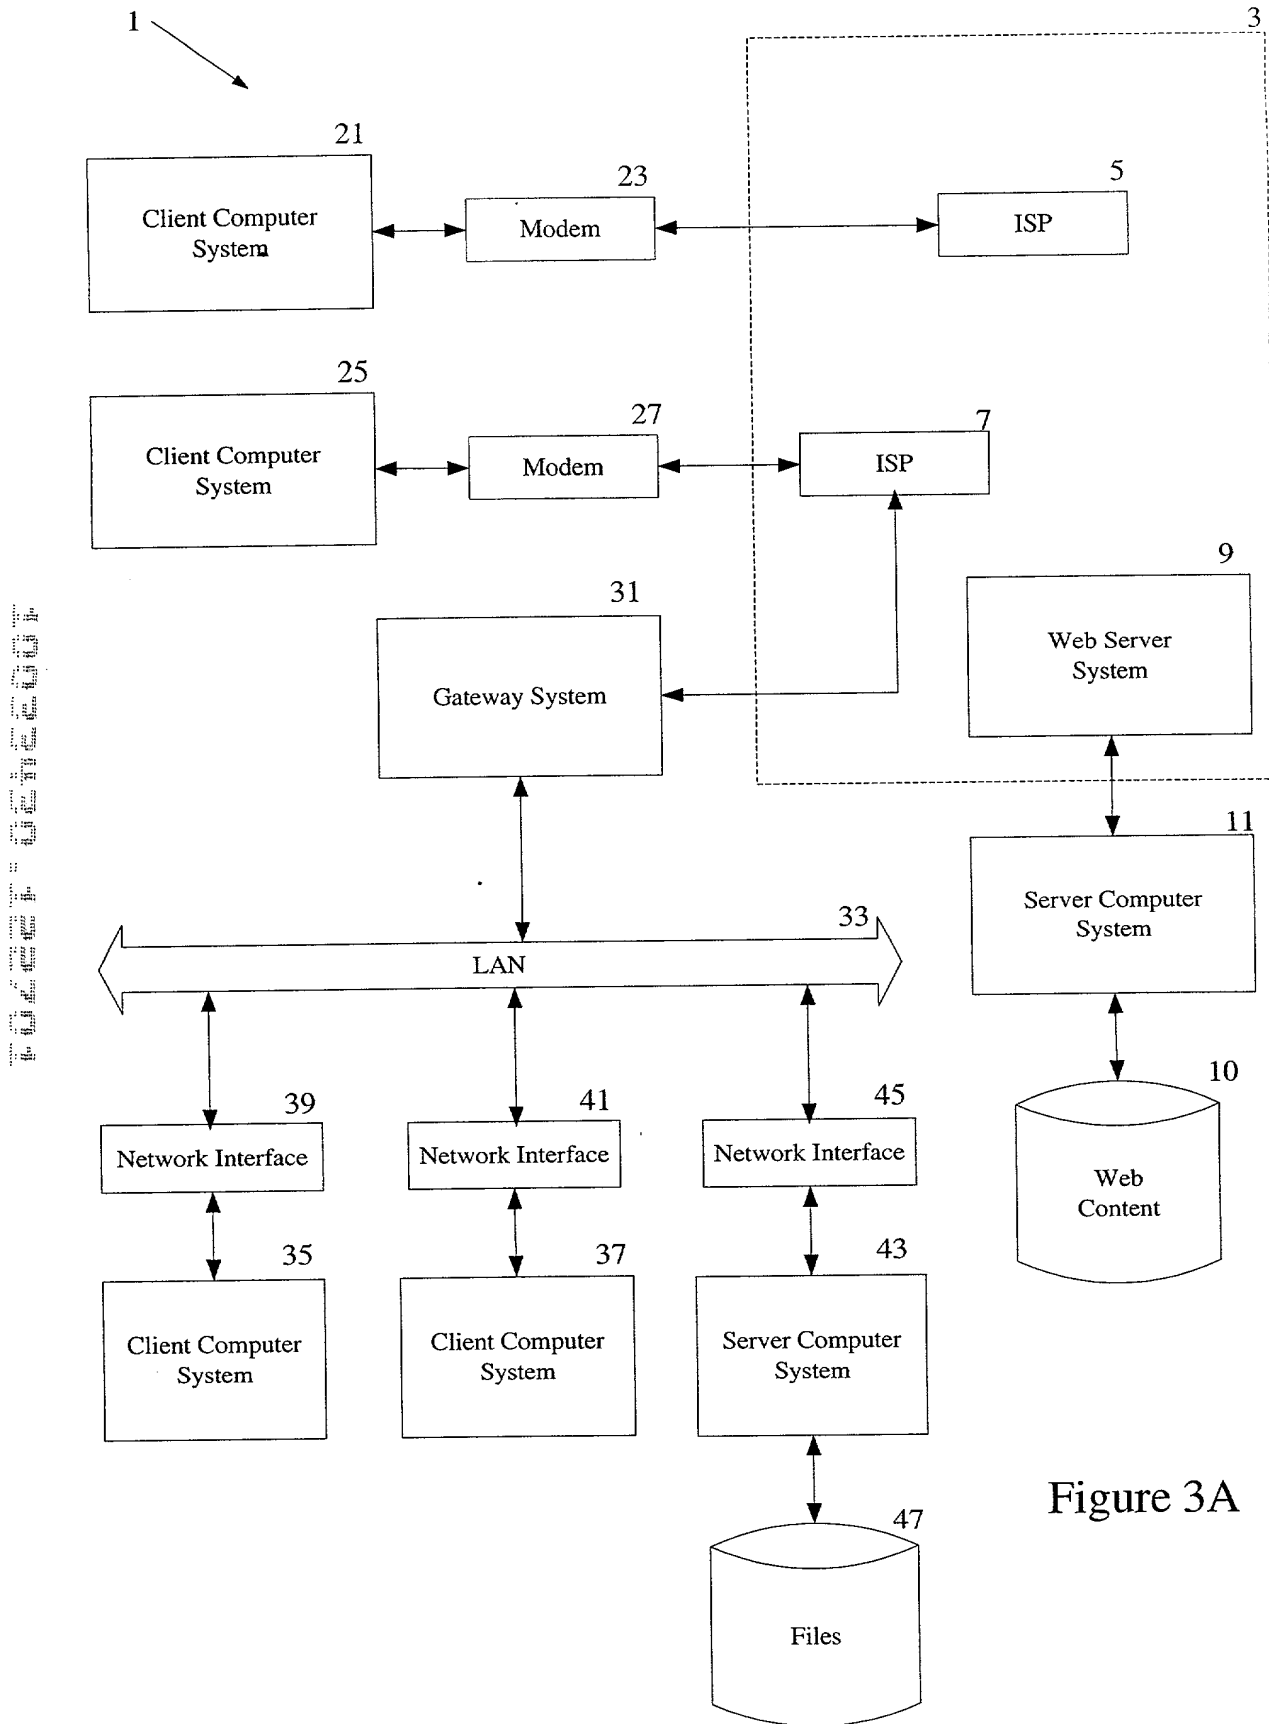 1
3
21
Client Computer
System
23
Modem
5
ISP
25
Client Computer
System
27
Modem
7
ISP
31
Gateway System
9
Web Server
System
11
Server Computer
System
33
LAN
10
Web
Content
39
Network Interface
41
Network Interface
45
Network Interface
35
Client Computer
System
37
Client Computer
System
43
Server Computer
System
47
Files
Figure 3A